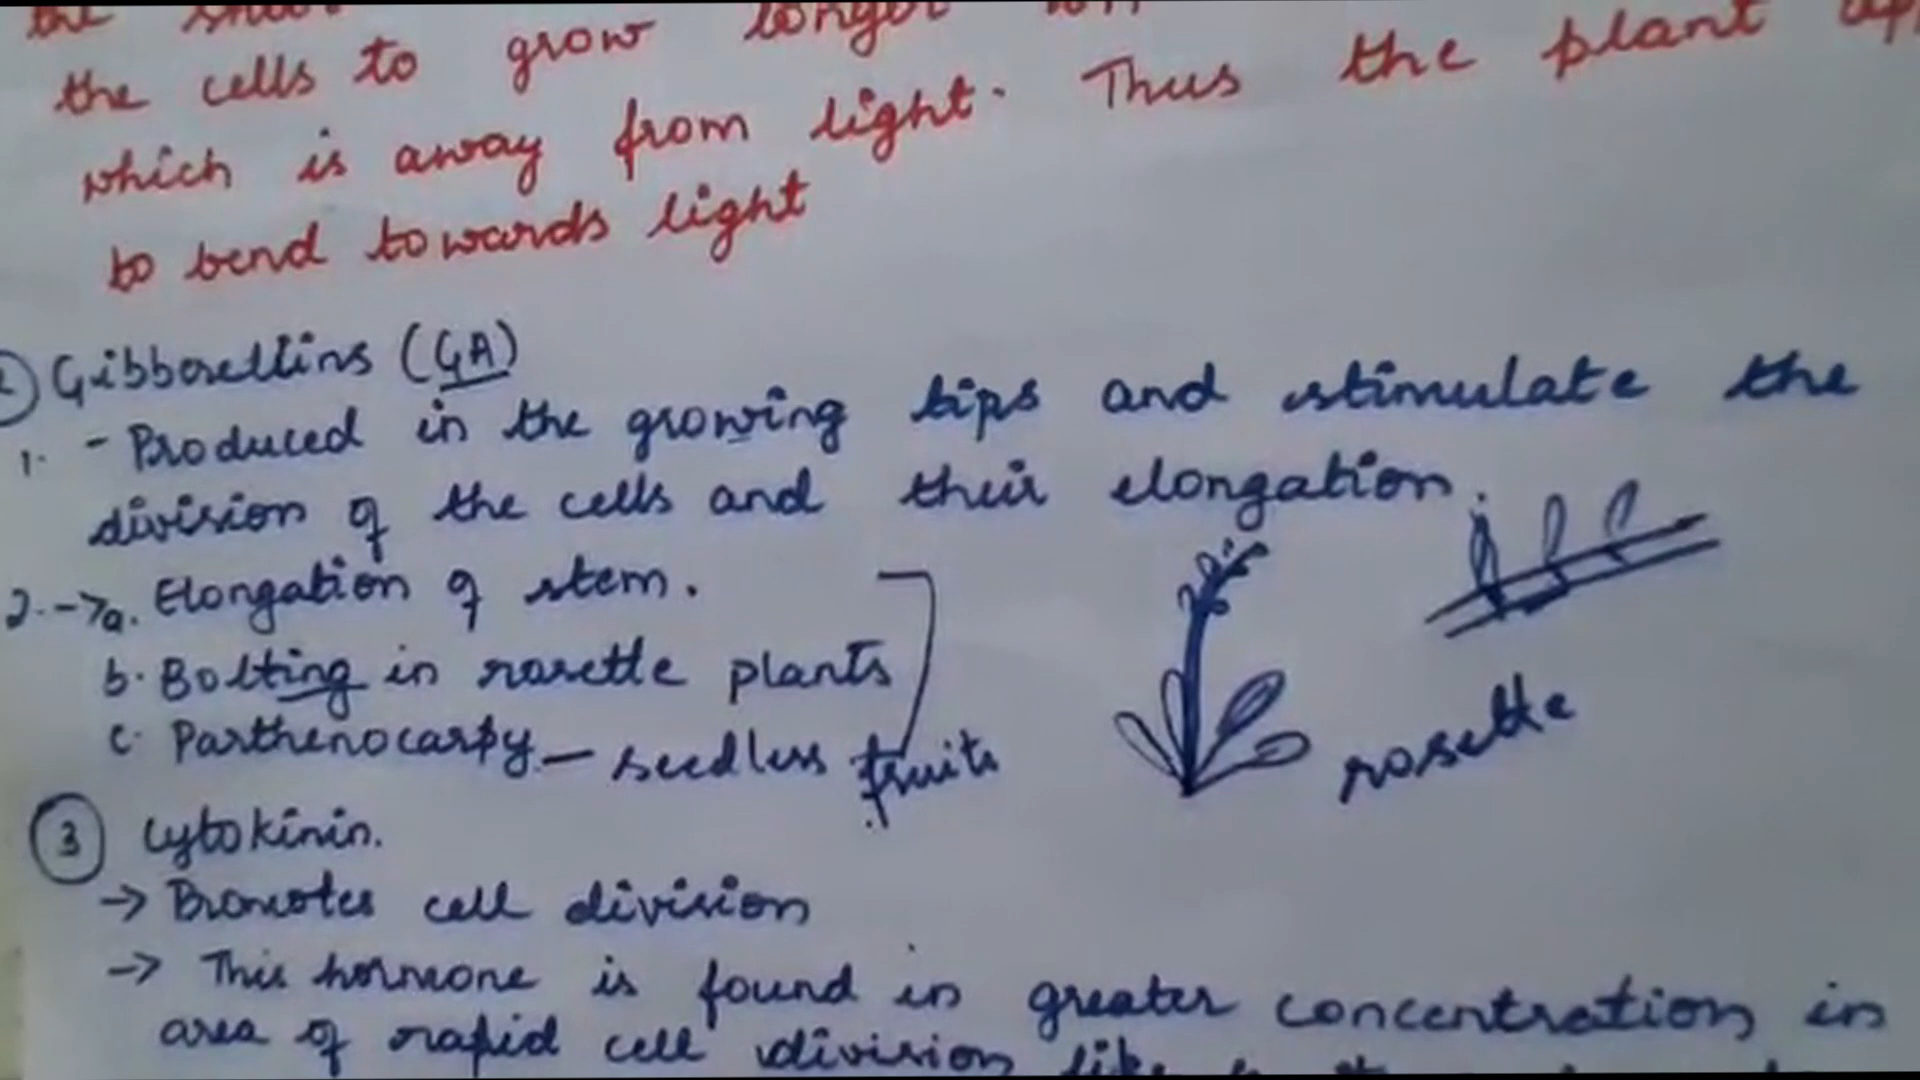 the
the cells to grow longer
which is away from light. Thus the plant
to bend towards light
Gibberellins (GA)
1. - Produced in the growing tips and stimulate the
division of the cells and their elongation.
2. -> a. Elongation of stem.
b. Bolting in rosette plants
c. Parthenocarpy - seedless fruits
rosette
3 Cytokinin.
-> Promotes cell division
-> This hormone is found in greater concentration in
area of rapid cell division like